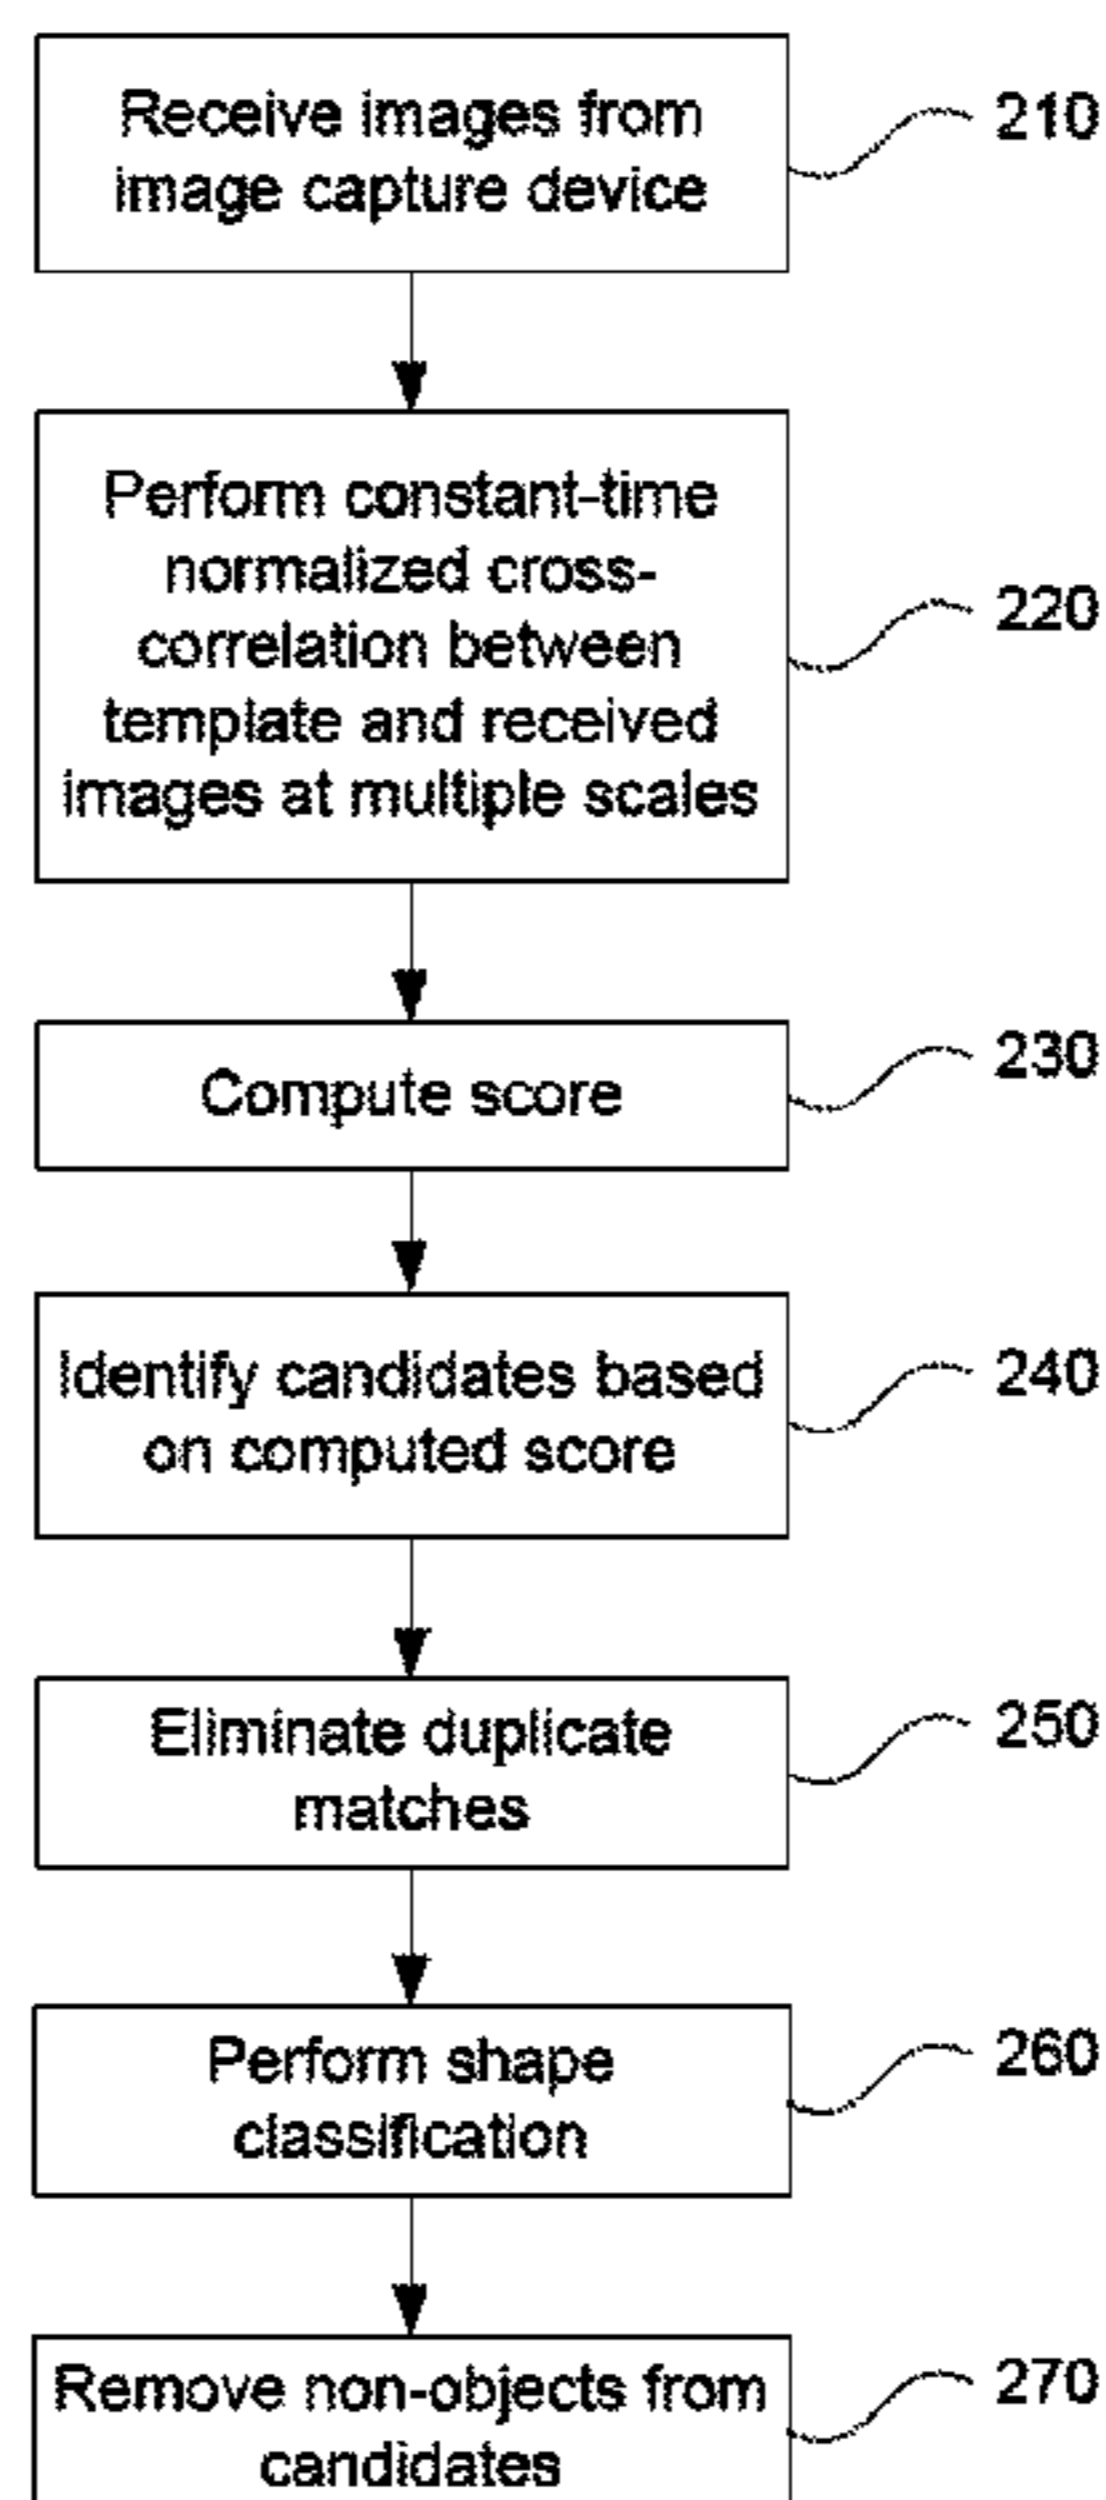 Receive images from
image capture device
210
Perform constant-time
normalized cross-
correlation between
template and received
images at multiple scales
220
Compute score
230
Identify candidates based
on computed score
240
Eliminate duplicate
matches
250
Perform shape
classification
260
Remove non-objects from
candidates
270